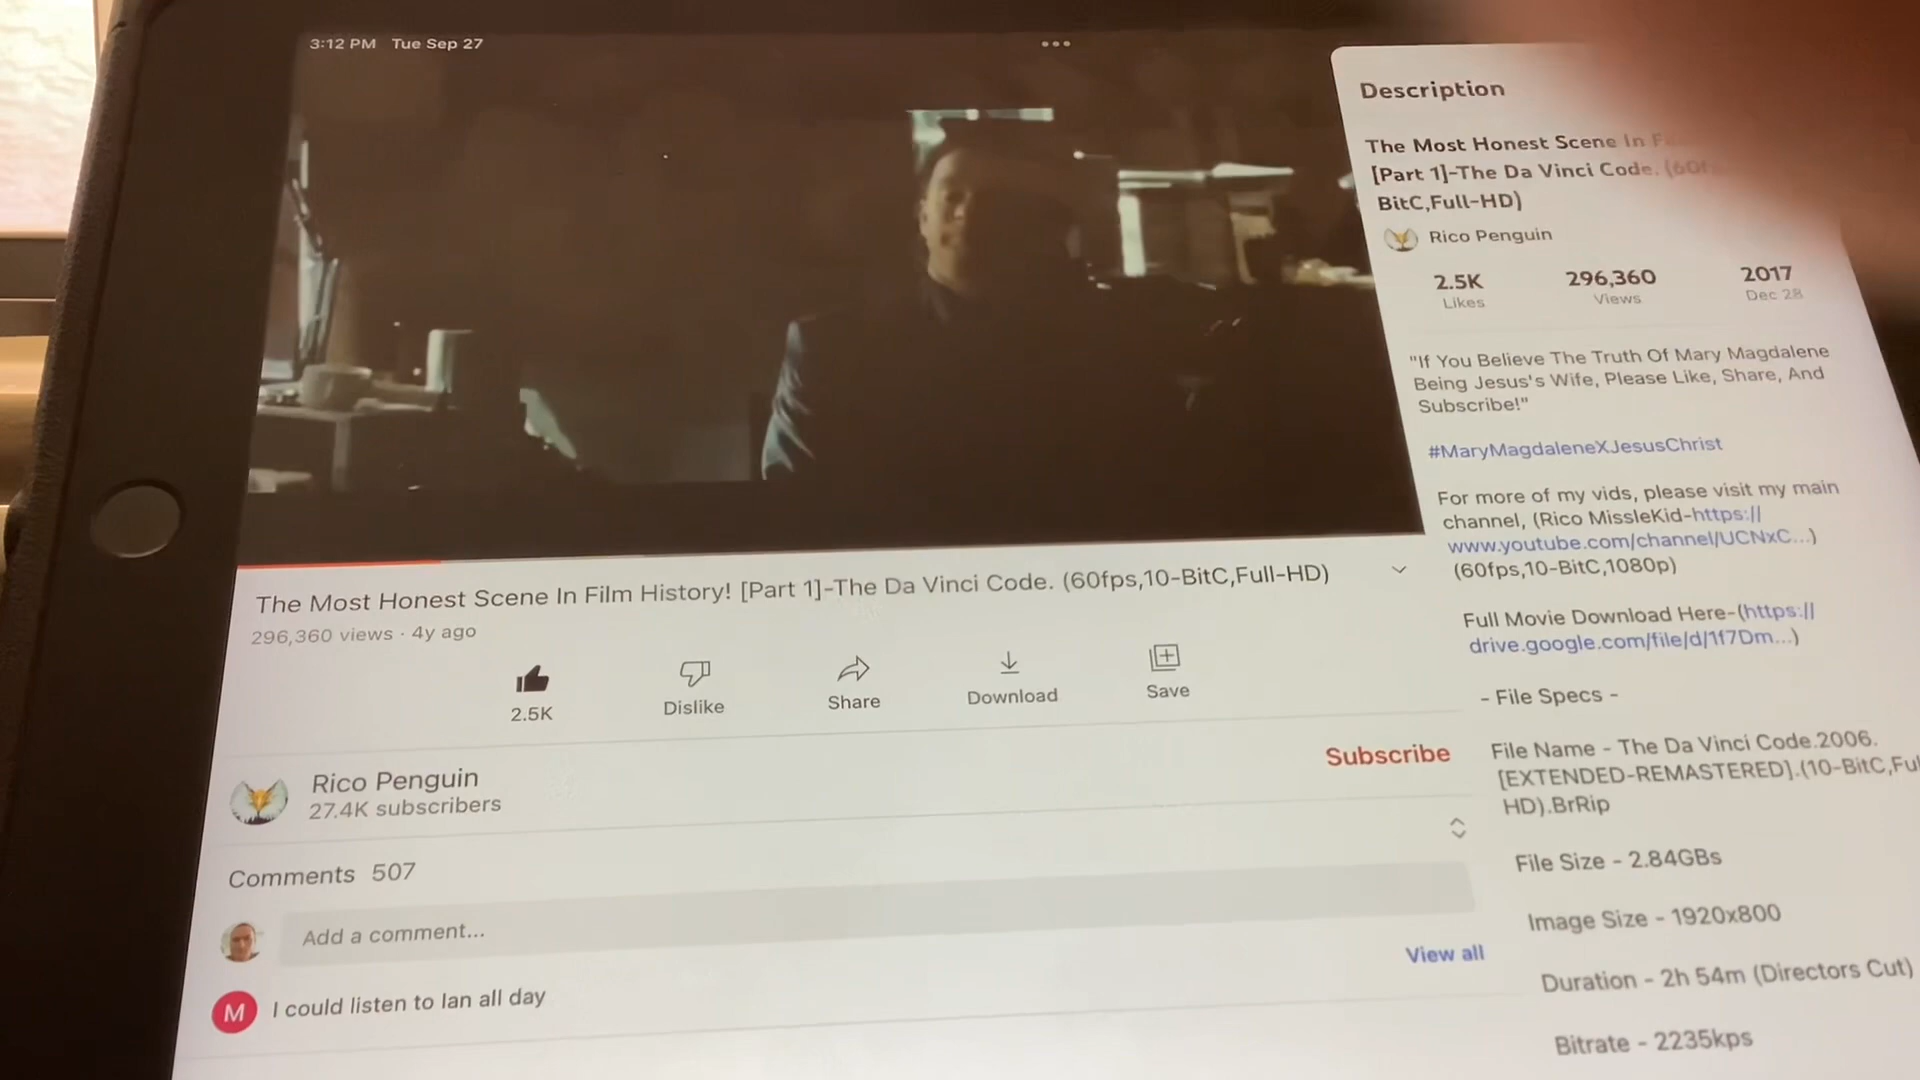 3:12 PM Tue Sep 27
Description
The Most Honest Scene In
[Part 1]-The Da Vinci Code. (60f
BitC,Full-HD)
Rico Penguin
2.5K 296,360 2017
Likes Views Dec 28
"If You Believe The Truth Of Mary Magdalene
Being Jesus's Wife, Please Like, Share, And
Subscribe!"
#MaryMagdaleneXJesusChrist
For more of my vids, please visit my main
channel, (Rico MissleKid-https://
www.youtube.com/channel/UCNxC...)
(60fps,10-BitC,1080p)
Full Movie Download Here-(https://
drive.google.com/file/d/1f7Dm...)
- File Specs -
File Name - The Da Vinci Code.2006.
[EXTENDED-REMASTERED].(10-BitC,Ful
HD).BrRip
File Size - 2.84GBs
Image Size - 1920x800
Duration - 2h 54m (Directors Cut)
Bitrate - 2235kps
The Most Honest Scene In Film History! [Part 1]-The Da Vinci Code. (60fps,10-BitC,Full-HD)
296,360 views · 4y ago
2.5K Dislike Share Download Save
Rico Penguin
27.4K subscribers
Subscribe
Comments 507
Add a comment...
View all
M I could listen to Ian all day